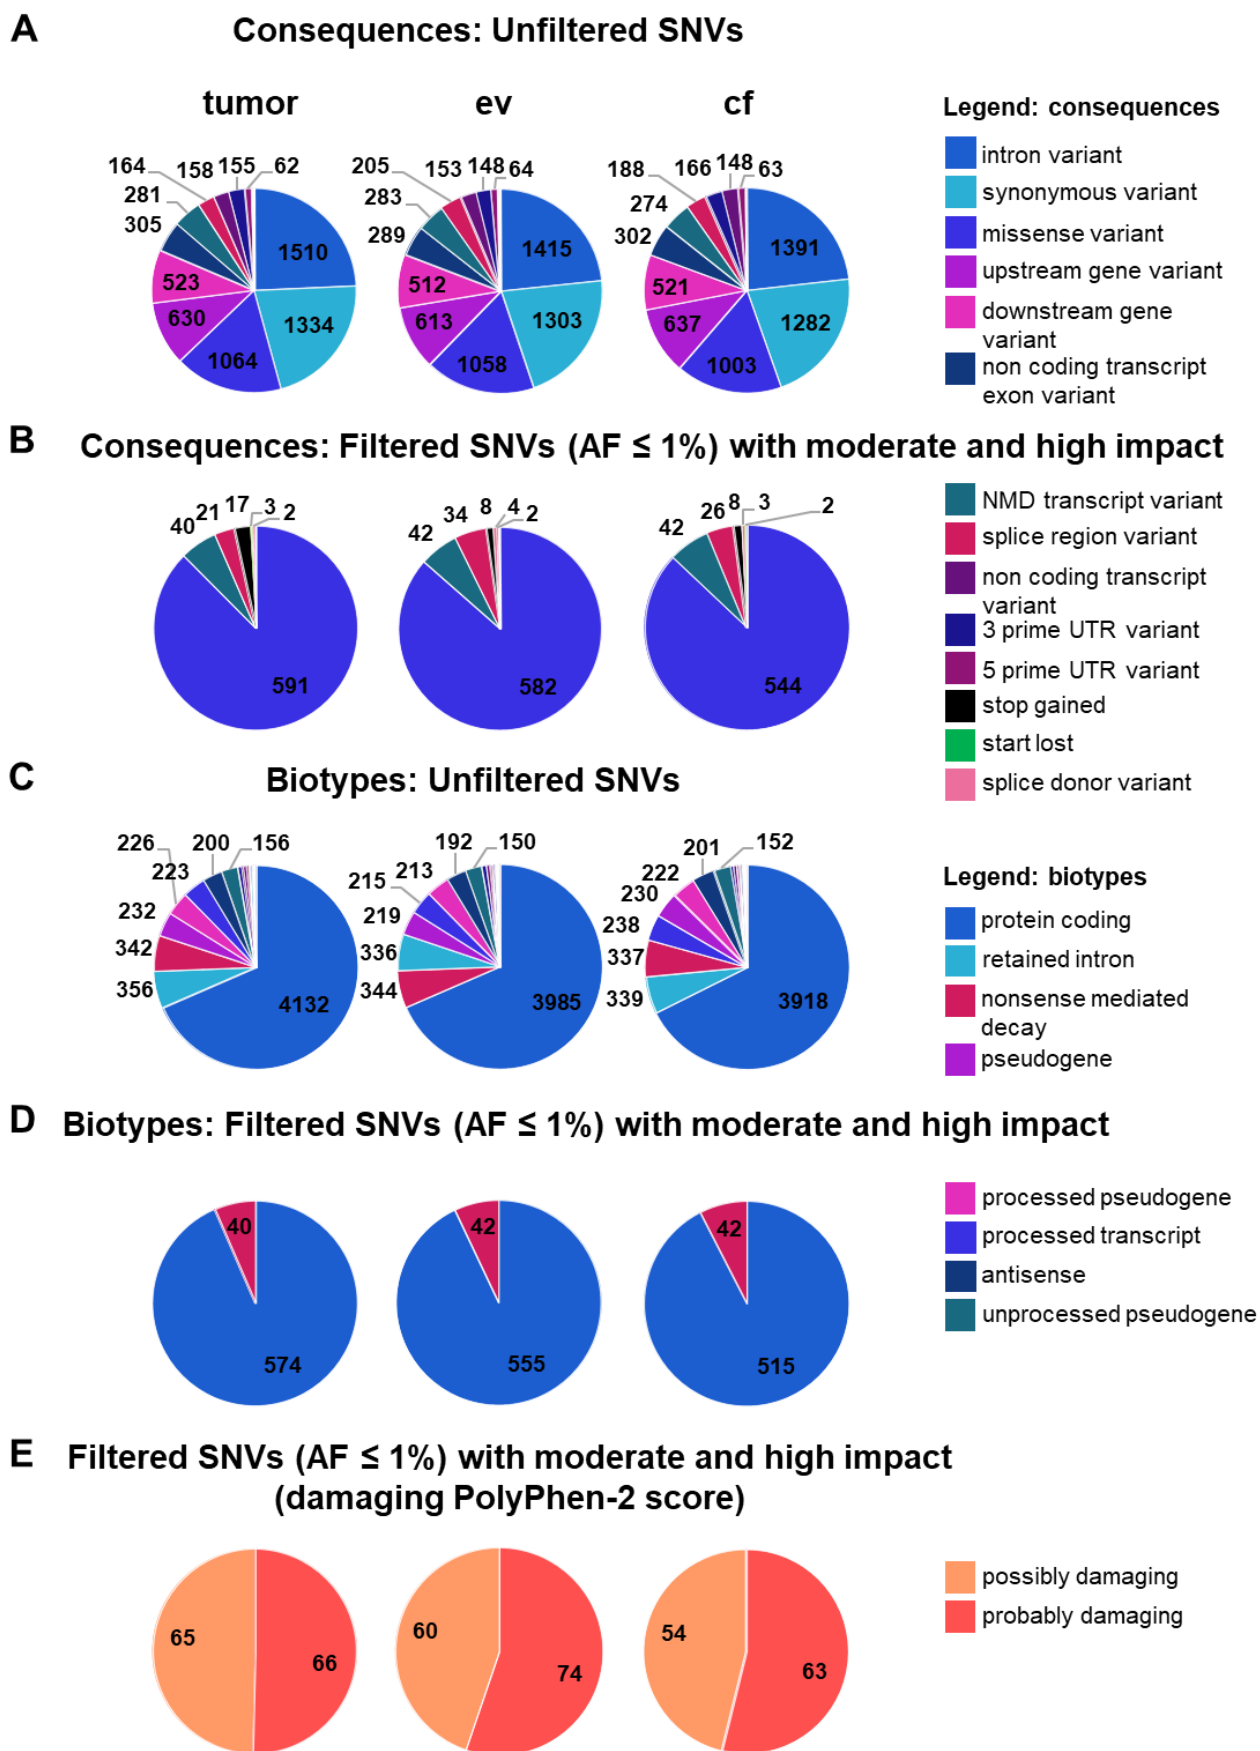 A
Consequences: Unfiltered SNVs
tumor
ev
cf
164
158
155
62
281
305
523
630
1064
1334
1510
205
153
148
64
283
289
512
613
1058
1303
1415
188
166
148
63
274
302
521
637
1003
1282
1391
Legend: consequences
intron variant
synonymous variant
missense variant
upstream gene variant
downstream gene
variant
non coding transcript
exon variant
B
Consequences: Filtered SNVs (AF ≤ 1%) with moderate and high impact
40
21
17
3
2
591
42
34
8
4
2
582
42
26
8
3
2
544
NMD transcript variant
splice region variant
non coding transcript
variant
3 prime UTR variant
5 prime UTR variant
stop gained
start lost
splice donor variant
C
Biotypes: Unfiltered SNVs
226
200
156
223
232
342
356
4132
192
150
213
215
219
336
344
3985
201
152
222
230
238
337
339
3918
Legend: biotypes
protein coding
retained intron
nonsense mediated
decay
pseudogene
D
Biotypes: Filtered SNVs (AF ≤ 1%) with moderate and high impact
40
574
42
555
42
515
processed pseudogene
processed transcript
antisense
unprocessed pseudogene
E
Filtered SNVs (AF ≤ 1%) with moderate and high impact
(damaging PolyPhen-2 score)
65
66
60
74
54
63
possibly damaging
probably damaging